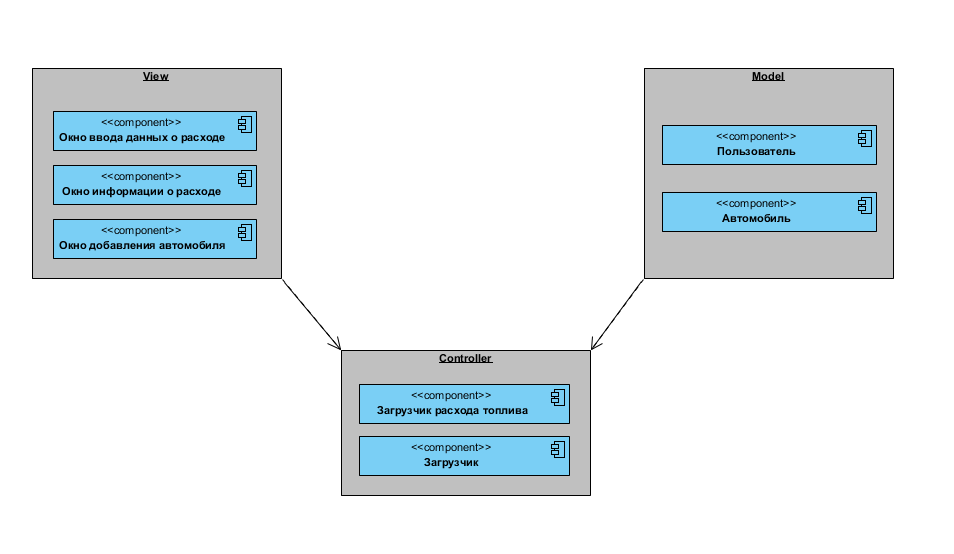 View
<<component>>
Окно ввода данных о расходе
<<component>>
Окно информации о расходе
<<component>>
Окно добавления автомобиля
Model
<<component>>
Пользователь
<<component>>
Автомобиль
Controller
<<component>>
Загрузчик расхода топлива
<<component>>
Загрузчик